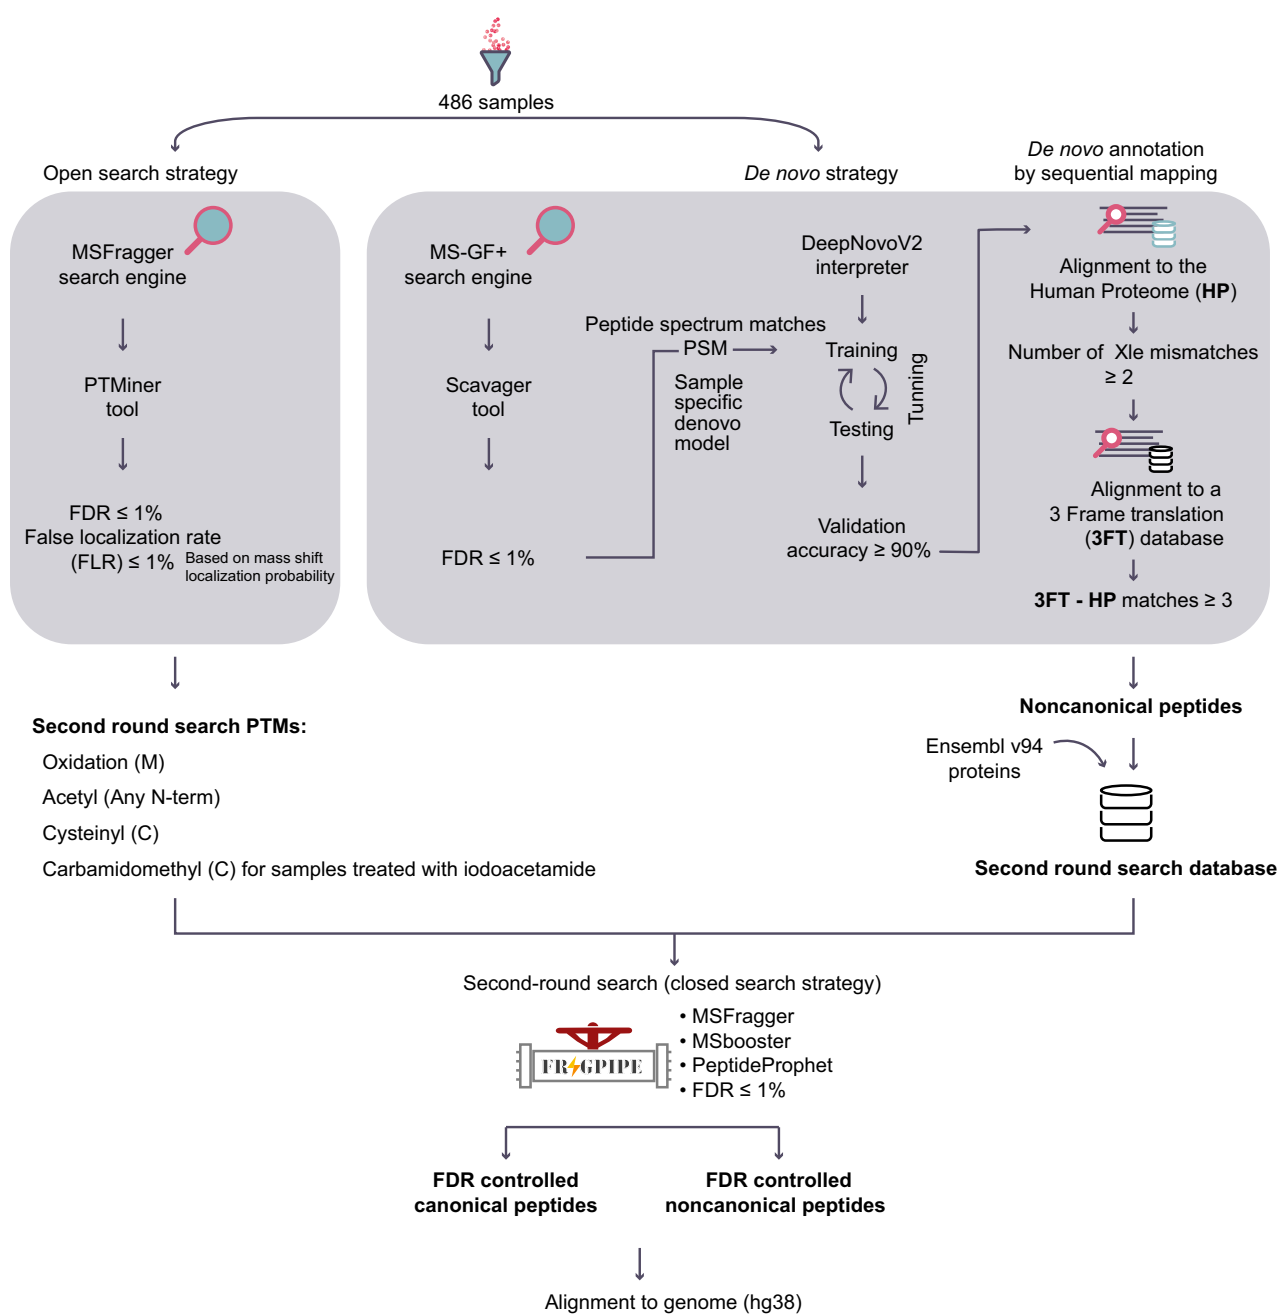 486 samples
Open search strategy
De novo strategy
De novo annotation
by sequential mapping
MSFragger
search engine
PTMiner
tool
FDR ≤ 1%
False localization rate
(FLR) ≤ 1% Based on mass shift
localization probability
MS-GF+
search engine
Scavager
tool
FDR ≤ 1%
Peptide spectrum matches
PSM
Sample
specific
denovo
model
DeepNovoV2
interpreter
Training
Tunning
Testing
Validation
accuracy ≥ 90%
Alignment to the
Human Proteome (HP)
Number of Xle mismatches
≥ 2
Alignment to a
3 Frame translation
(3FT) database
3FT - HP matches ≥ 3
Second round search PTMs:
Oxidation (M)
Acetyl (Any N-term)
Cysteinyl (C)
Carbamidomethyl (C) for samples treated with iodoacetamide
Noncanonical peptides
Ensembl v94
proteins
Second round search database
Second-round search (closed search strategy)
FRGPIPE
• MSFragger
• MSbooster
• PeptideProphet
• FDR ≤ 1%
FDR controlled
canonical peptides
FDR controlled
noncanonical peptides
Alignment to genome (hg38)